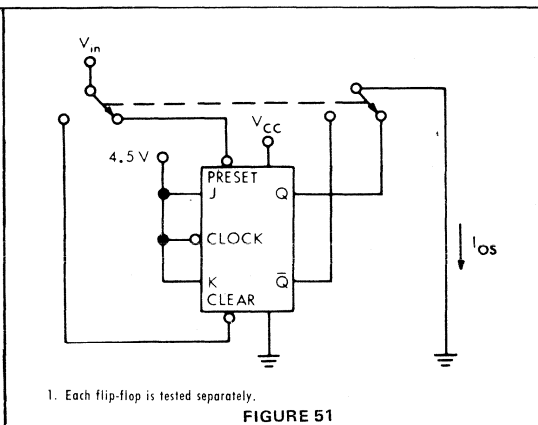 V_in
V_CC
4.5 V
PRESET
J Q
CLOCK
K Q̄
CLEAR
I_OS
1. Each flip-flop is tested separately.
FIGURE 51